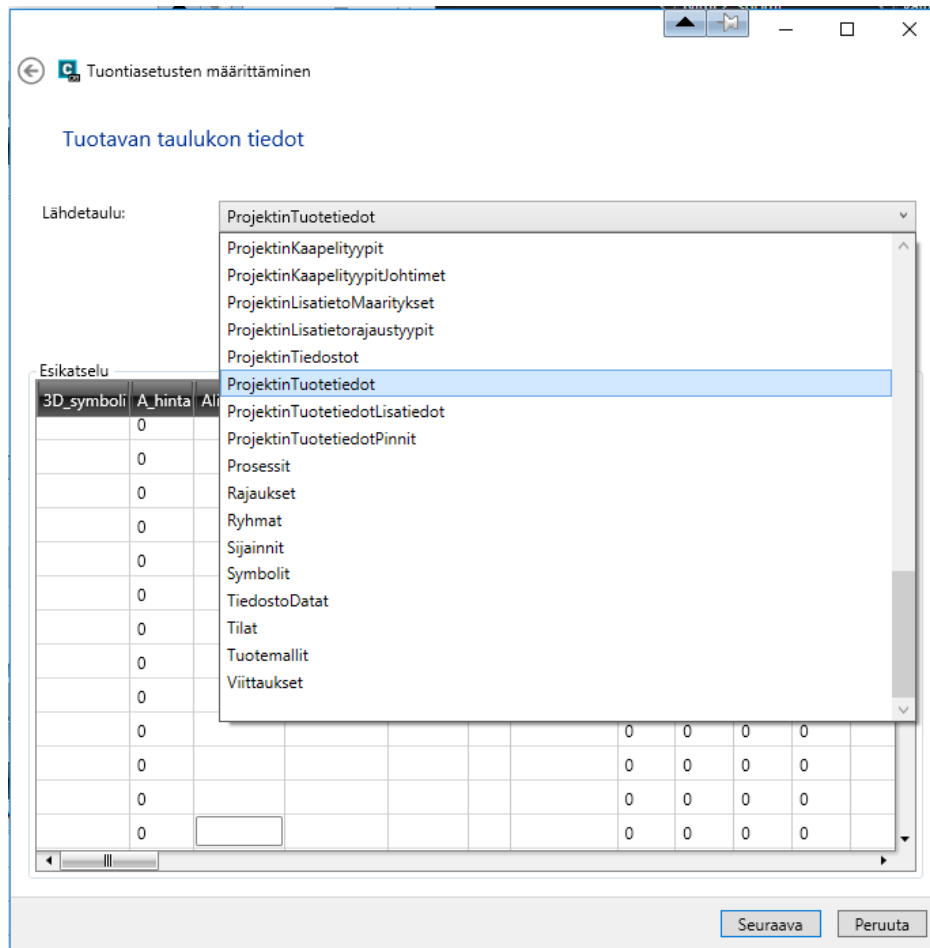 Tuontiasetusten määrittäminen
Tuotavan taulukon tiedot
Lähdetaulu:
ProjektinTuotetiedot
ProjektinKaapelityypit
ProjektinKaapelityypitJohtimet
ProjektinLisatietoMaaritykset
ProjektinLisatietorajaustyypit
ProjektinTiedostot
ProjektinTuotetiedot
ProjektinTuotetiedotLisatiedot
ProjektinTuotetiedotPinnit
Prosessit
Rajaukset
Ryhmat
Sijainnit
Symbolit
TiedostoDatat
Tilat
Tuotemallit
Viittaukset
Esikatselu
3D_symboli A_hinta Ali
0
0
0
0
0
0
0
0
0
0 0 0 0 0
0 0 0 0 0
0 0 0 0 0
0 0 0 0 0
Seuraava Peruuta